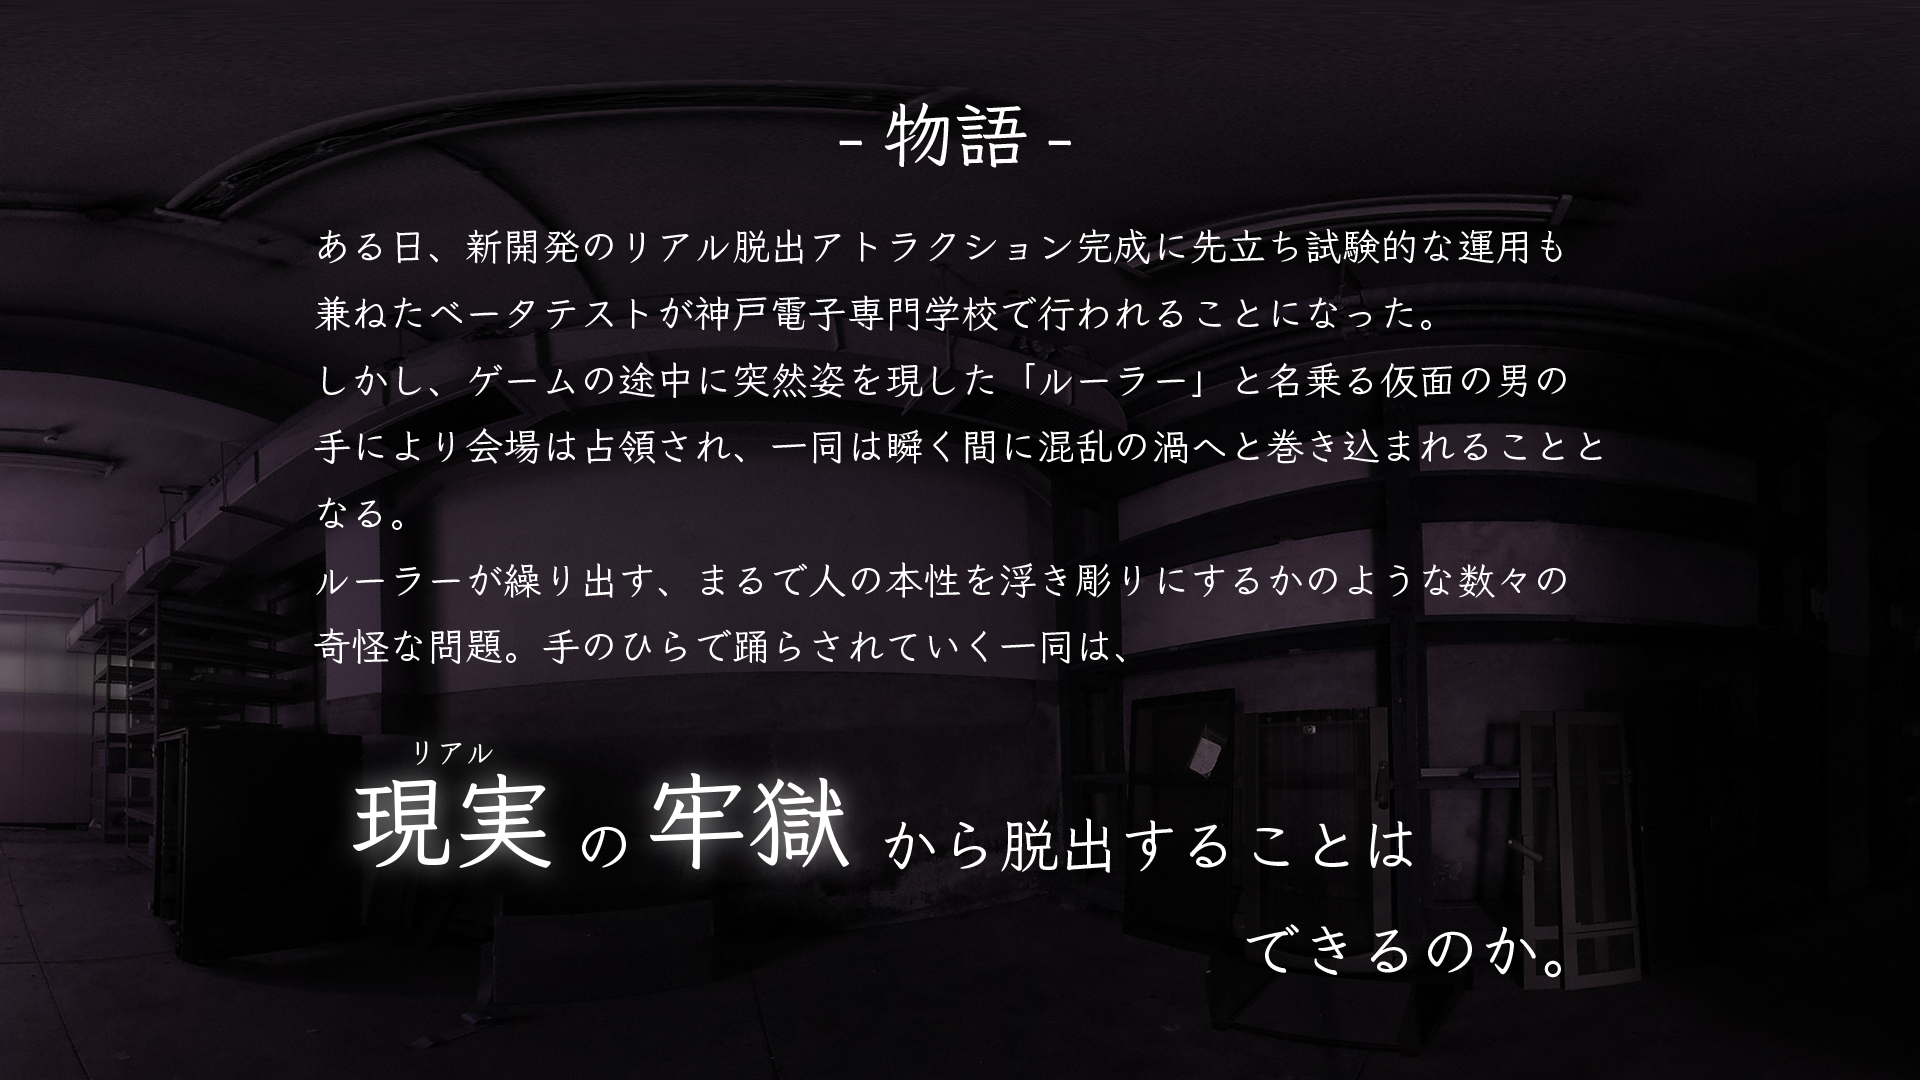 - 物語 -
ある日、新開発のリアル脱出アトラクション完成に先立ち試験的な運用も
兼ねたベータテストが神戸電子専門学校で行われることになった。
しかし、ゲームの途中に突然姿を現した「ルーラー」と名乗る仮面の男の
手により会場は占領され、一同は瞬く間に混乱の渦へと巻き込まれることと
なる。
ルーラーが繰り出す、まるで人の本性を浮き彫りにするかのような数々の
奇怪な問題。手のひらで踊らされていく一同は、
リアル
現実の牢獄から脱出することは
できるのか。